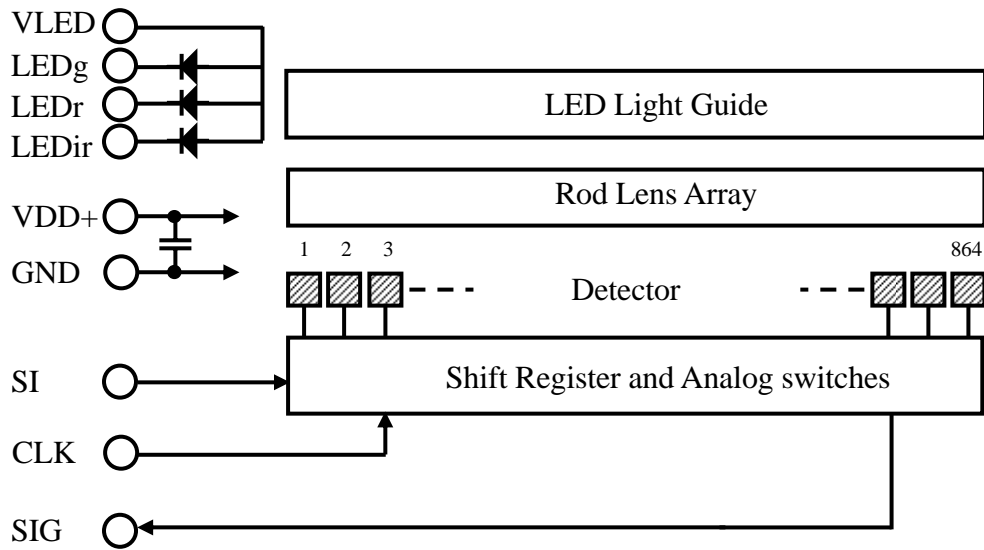 VLED
LEDg
LEDr
LEDir
LED Light Guide
Rod Lens Array
VDD+
GND
1 2 3 864
Detector
SI
Shift Register and Analog switches
CLK
SIG